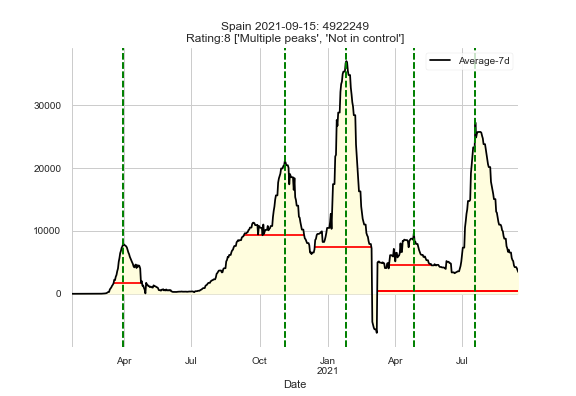 Spain 2021-09-15: 4922249
Rating:8 ['Multiple peaks', 'Not in control']
Average-7d
30000
20000
10000
0
Apr
Jul
Oct
Jan
2021
Apr
Jul
Date